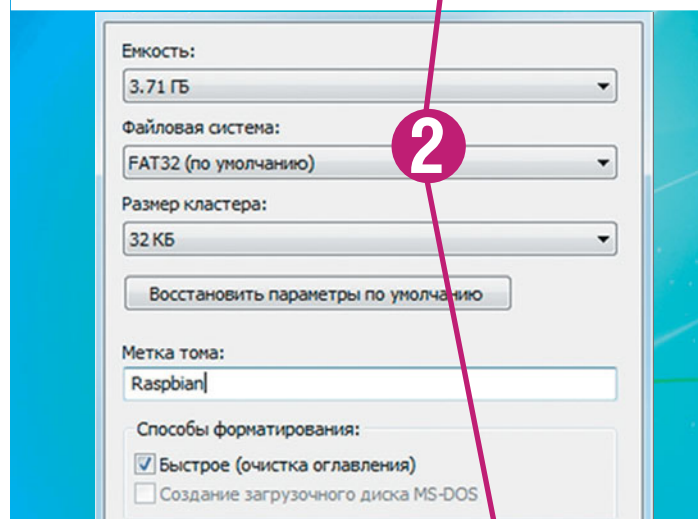 Емкость:
3.71 ГБ
Файловая система:
2
FAT32 (по умолчанию)
Размер кластера:
32 КБ
Восстановить параметры по умолчанию
Метка тома:
Raspbian
Способы форматирования:
Быстрое (очистка оглавления)
Создание загрузочного диска MS-DOS